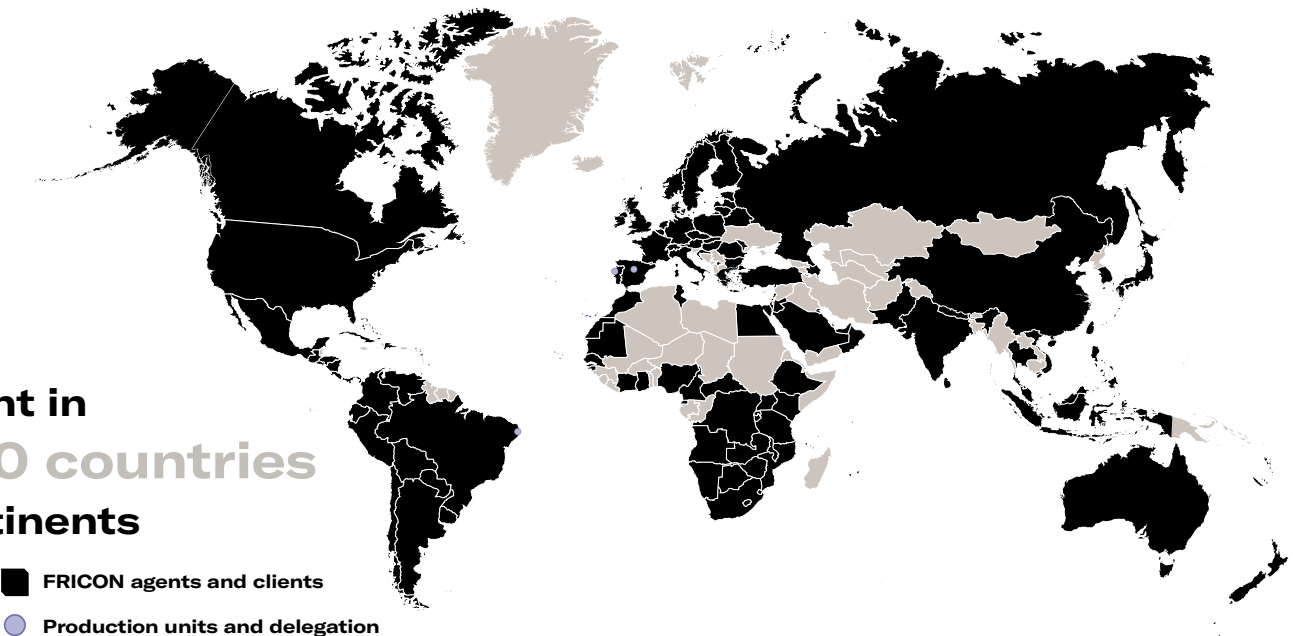 nt in
0 countries
tinents
FRICON agents and clients
Production units and delegation